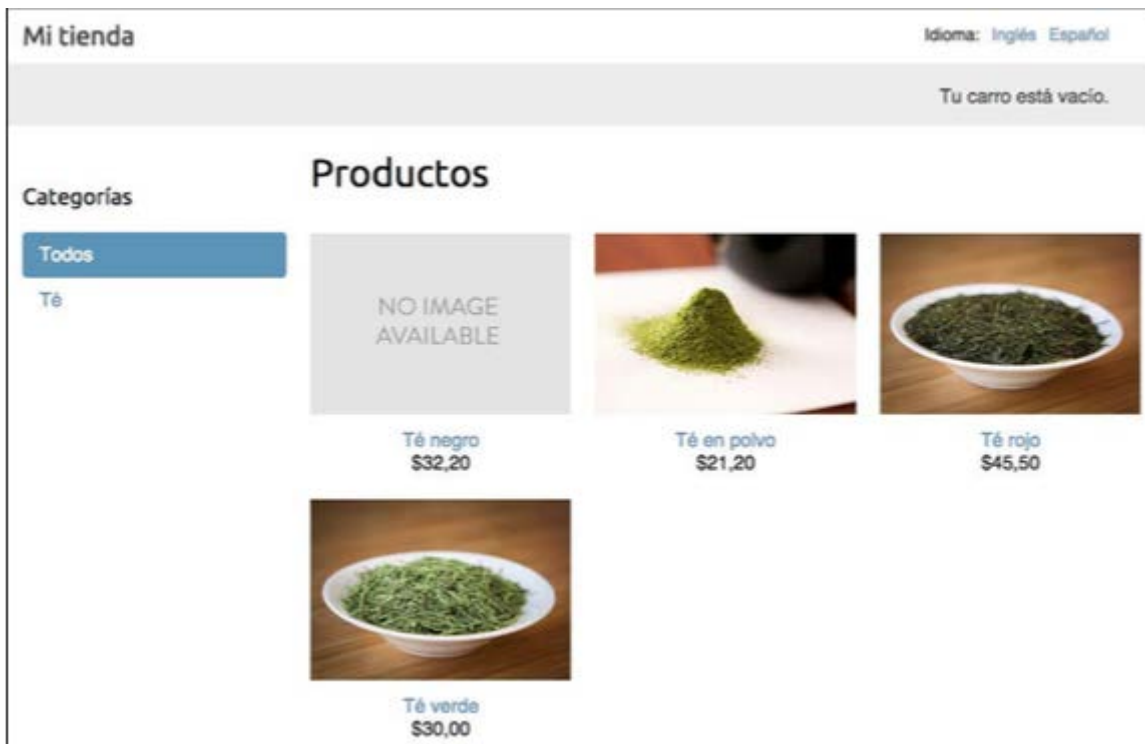 Mi tienda
Idioma: Inglés Español
Tu carro está vacío.
Categorías
Todos
Té
Productos
NO IMAGE
AVAILABLE
Té negro
$32,20
Té en polvo
$21,20
Té rojo
$45,50
Té verde
$30,00